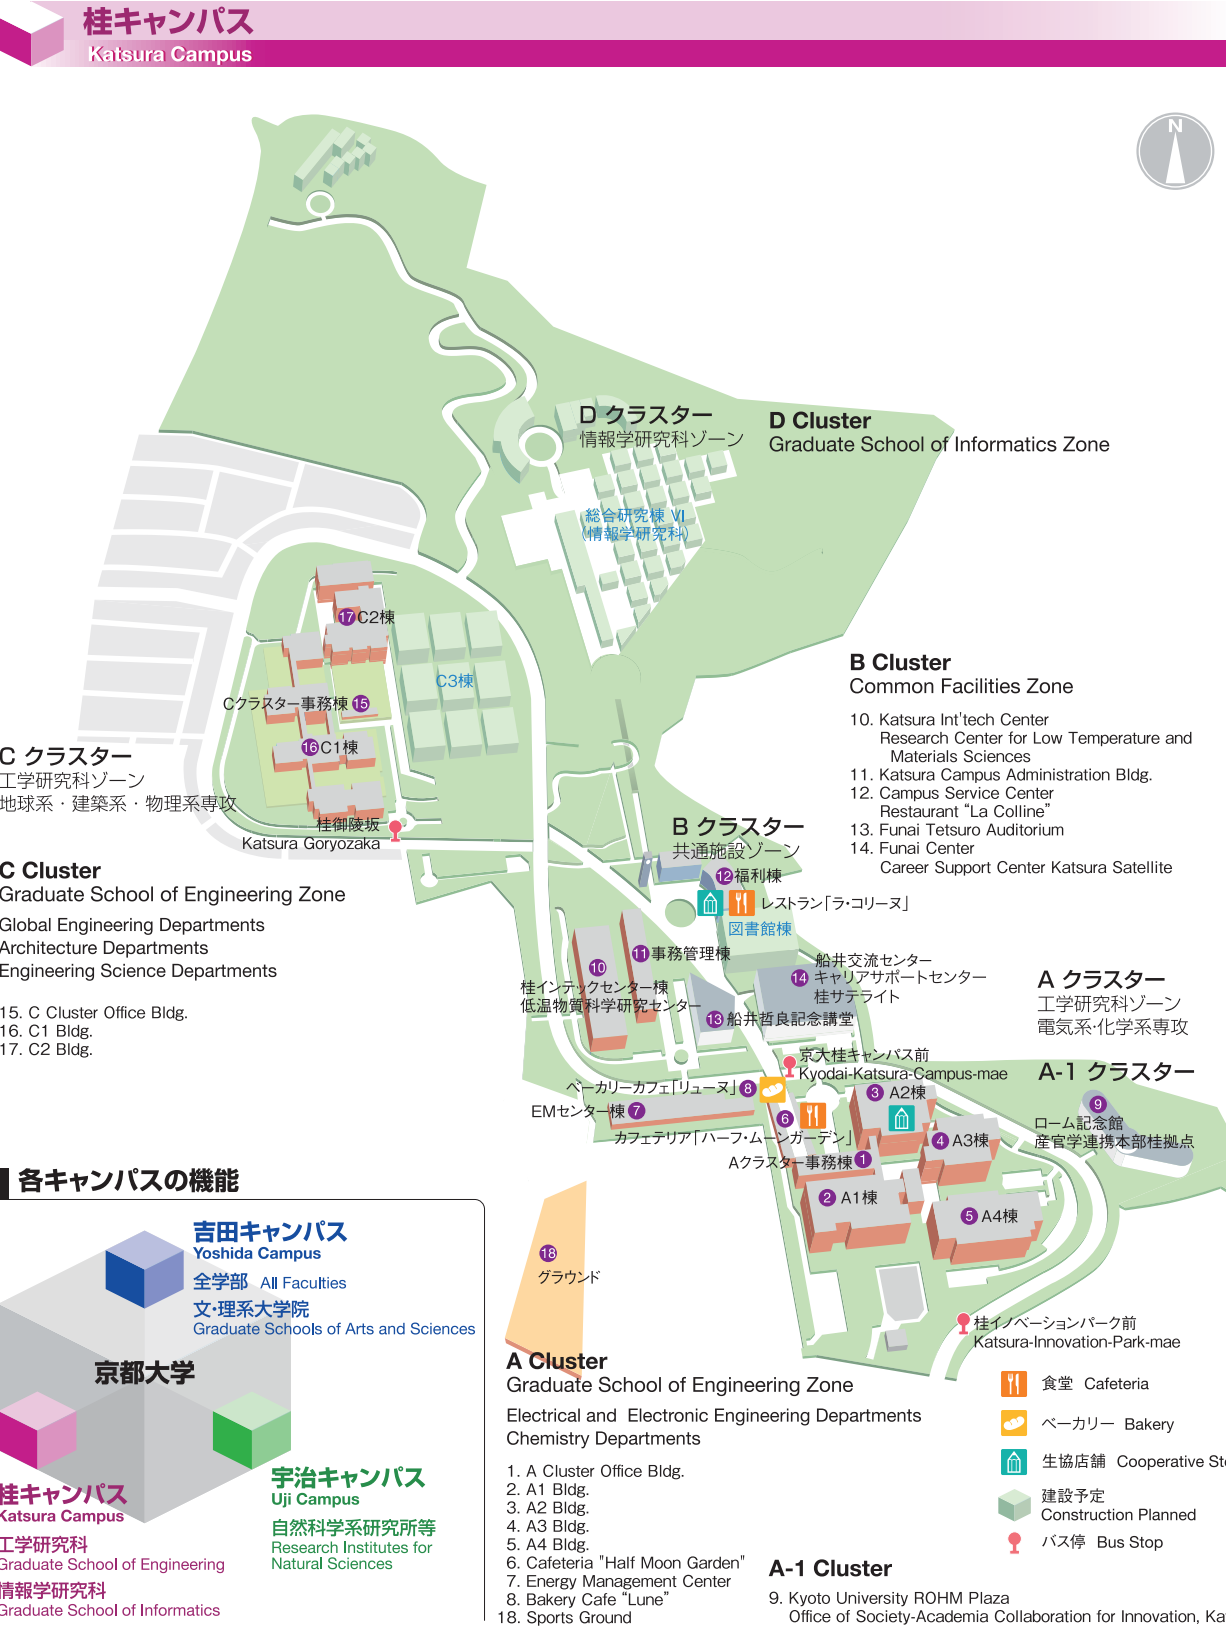 桂キャンパス
Katsura Campus
N
D クラスター
情報学研究科ゾーン
D Cluster
Graduate School of Informatics Zone
総合研究棟 Ⅵ
(情報学研究科)
17 C2棟
C3棟
Cクラスター事務棟 15
16 C1棟
C クラスター
工学研究科ゾーン
地球系・建築系・物理系専攻
桂御陵坂
Katsura Goryozaka
C Cluster
Graduate School of Engineering Zone
Global Engineering Departments
Architecture Departments
Engineering Science Departments
15. C Cluster Office Bldg.
16. C1 Bldg.
17. C2 Bldg.
B Cluster
Common Facilities Zone
10. Katsura Int'tech Center
Research Center for Low Temperature and
Materials Sciences
11. Katsura Campus Administration Bldg.
12. Campus Service Center
Restaurant “La Colline”
13. Funai Tetsuro Auditorium
14. Funai Center
Career Support Center Katsura Satellite
B クラスター
共通施設ゾーン
12 福利棟
レストラン「ラ・コリーヌ」
図書館棟
11 事務管理棟
10
桂インテックセンター棟
低温物質科学研究センター
船井交流センター
14 キャリアサポートセンター
桂サテライト
13 船井哲良記念講堂
A クラスター
工学研究科ゾーン
電気系·化学系専攻
京大桂キャンパス前
Kyodai-Katsura-Campus-mae
A-1 クラスター
9
ローム記念館
産官学連携本部桂拠点
ベーカリーカフェ「リューヌ」 8
EMセンター棟 7
6
カフェテリア「ハーフ・ムーンガーデン」
3 A2棟
4 A3棟
Aクラスター事務棟 1
2 A1棟
5 A4棟
18
グラウンド
桂イノベーションパーク前
Katsura-Innovation-Park-mae
各キャンパスの機能
吉田キャンパス
Yoshida Campus
全学部 All Faculties
文・理系大学院
Graduate Schools of Arts and Sciences
京都大学
桂キャンパス
Katsura Campus
工学研究科
Graduate School of Engineering
情報学研究科
Graduate School of Informatics
宇治キャンパス
Uji Campus
自然科学系研究所等
Research Institutes for
Natural Sciences
A Cluster
Graduate School of Engineering Zone
Electrical and Electronic Engineering Departments
Chemistry Departments
1. A Cluster Office Bldg.
2. A1 Bldg.
3. A2 Bldg.
4. A3 Bldg.
5. A4 Bldg.
6. Cafeteria "Half Moon Garden"
7. Energy Management Center
8. Bakery Cafe “Lune”
18. Sports Ground
食堂 Cafeteria
ベーカリー Bakery
生協店舗 Cooperative Sto
建設予定
Construction Planned
バス停 Bus Stop
A-1 Cluster
9. Kyoto University ROHM Plaza
Office of Society-Academia Collaboration for Innovation, Ka